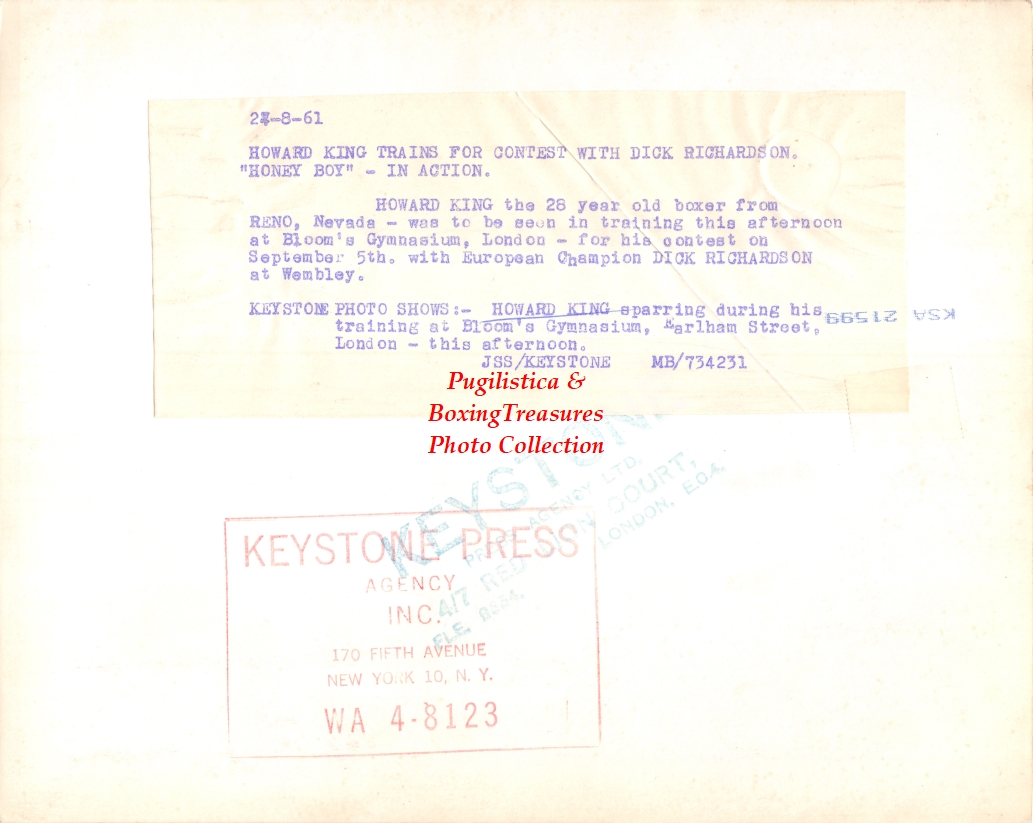 -8-61
HOWARD KING TRAINS FOR CONTEST WITH DICK RICHARDSON.
"HONEY BOY" - IN ACTION.
HOWARD KING the 28 year old boxer from
RENO, Nevada - was to be seen in training this afternoon
at Bloom's Gymnasium, London - for his contest on
September 5th. with European Champion DICK RICHARDSON
at Wembley.
KEYSTONE PHOTO SHOWS:- HOWARD KING sparring during his
training at Bloom's Gymnasium, Earlham Street,
London - this afternoon.
JSS/KEYSTONE MB/734231
KSA 21599
Pugilistica &
BoxingTreasures
Photo Collection
KEYSTONE
PRESS AGENCY LTD.
4/7 RED LION COURT,
LONDON. E.C.4.
KEYSTONE PRESS
AGENCY
INC.
170 FIFTH AVENUE
NEW YORK 10, N. Y.
WA 4-8123